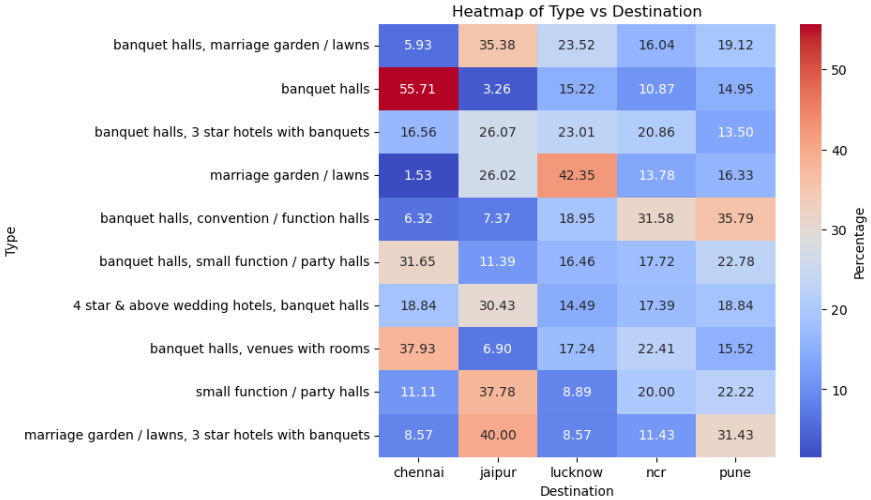 Heatmap of Type vs Destination
banquet halls, marriage garden / lawns 5.93 35.38 23.52 16.04 19.12
banquet halls 55.71 3.26 15.22 10.87 14.95
banquet halls, 3 star hotels with banquets 16.56 26.07 23.01 20.86 13.50
marriage garden / lawns 1.53 26.02 42.35 13.78 16.33
banquet halls, convention / function halls 6.32 7.37 18.95 31.58 35.79
banquet halls, small function / party halls 31.65 11.39 16.46 17.72 22.78
4 star & above wedding hotels, banquet halls 18.84 30.43 14.49 17.39 18.84
banquet halls, venues with rooms 37.93 6.90 17.24 22.41 15.52
small function / party halls 11.11 37.78 8.89 20.00 22.22
marriage garden / lawns, 3 star hotels with banquets 8.57 40.00 8.57 11.43 31.43
chennai jaipur lucknow ncr pune
Destination
Type
50
40
30
20
10
Percentage